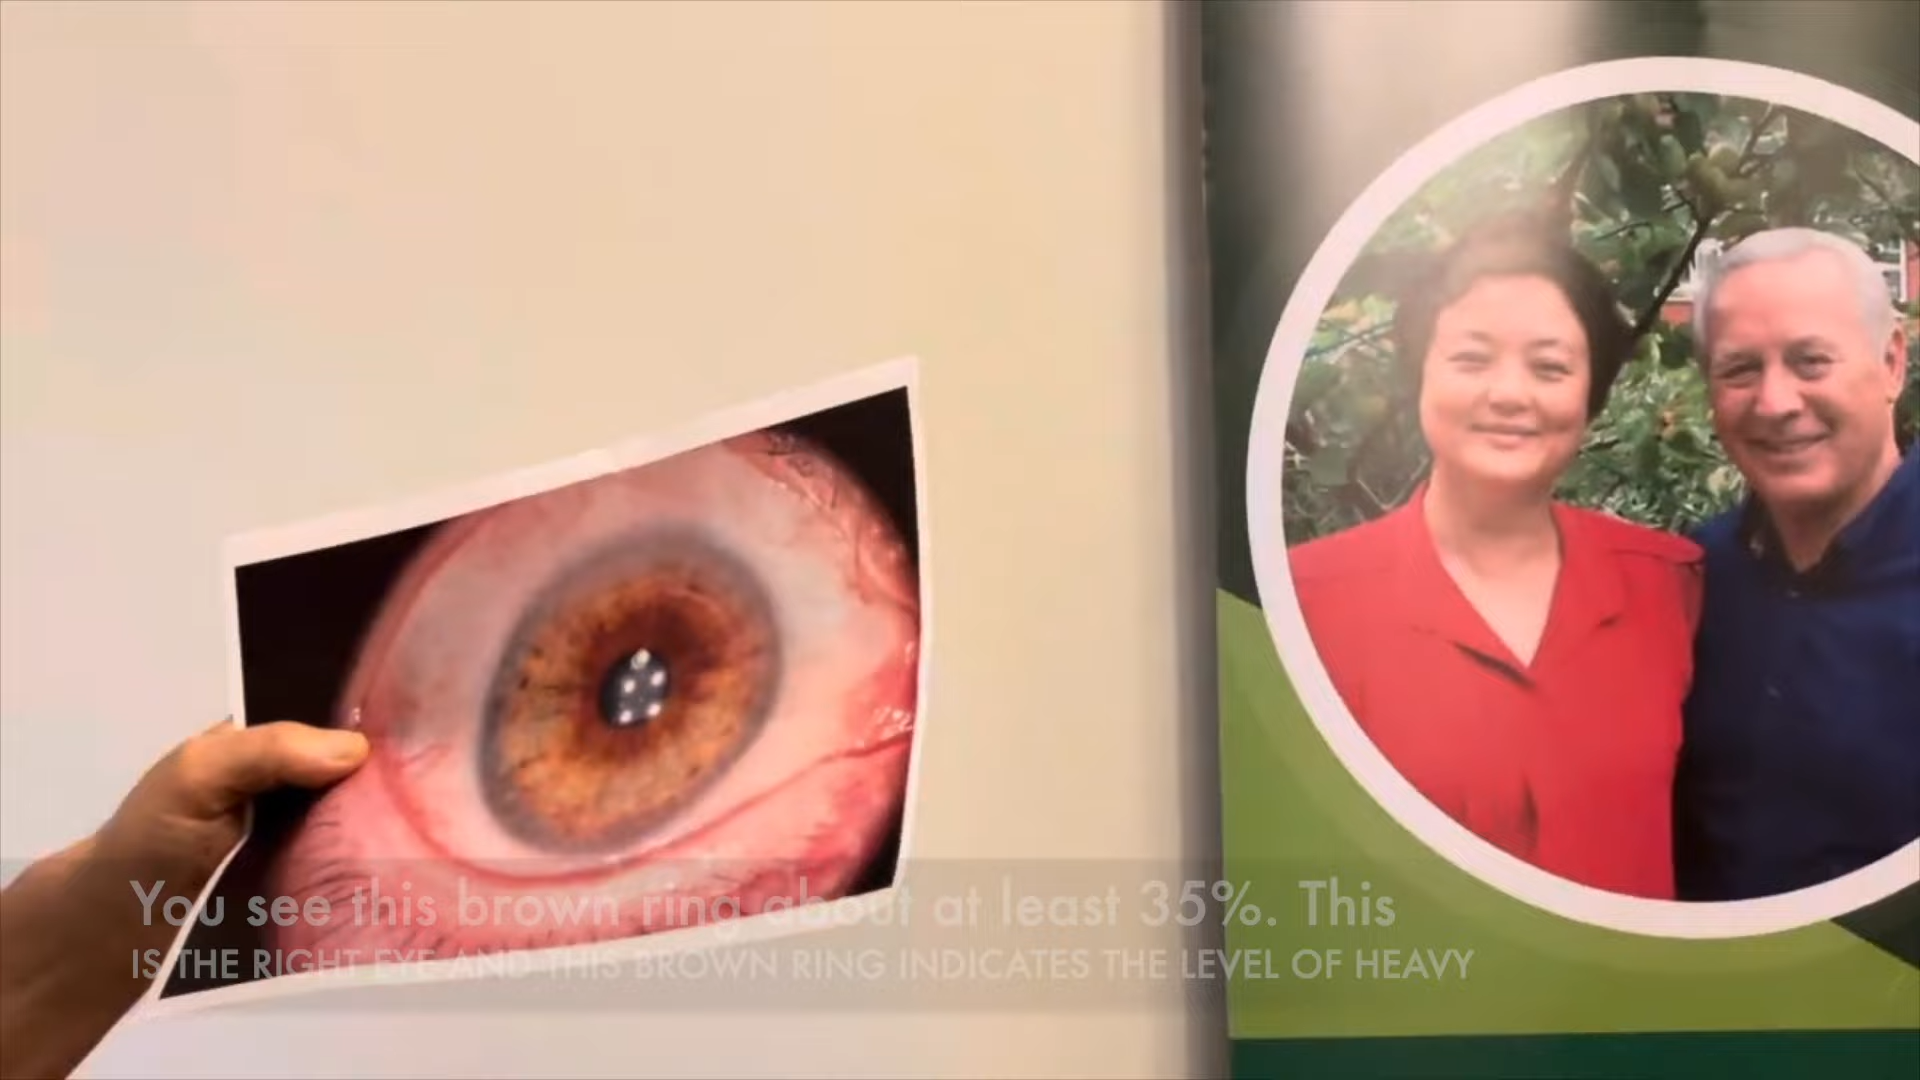 You see this brown ring about at least 35%. This
IS THE RIGHT EYE AND THIS BROWN RING INDICATES THE LEVEL OF HEAVY